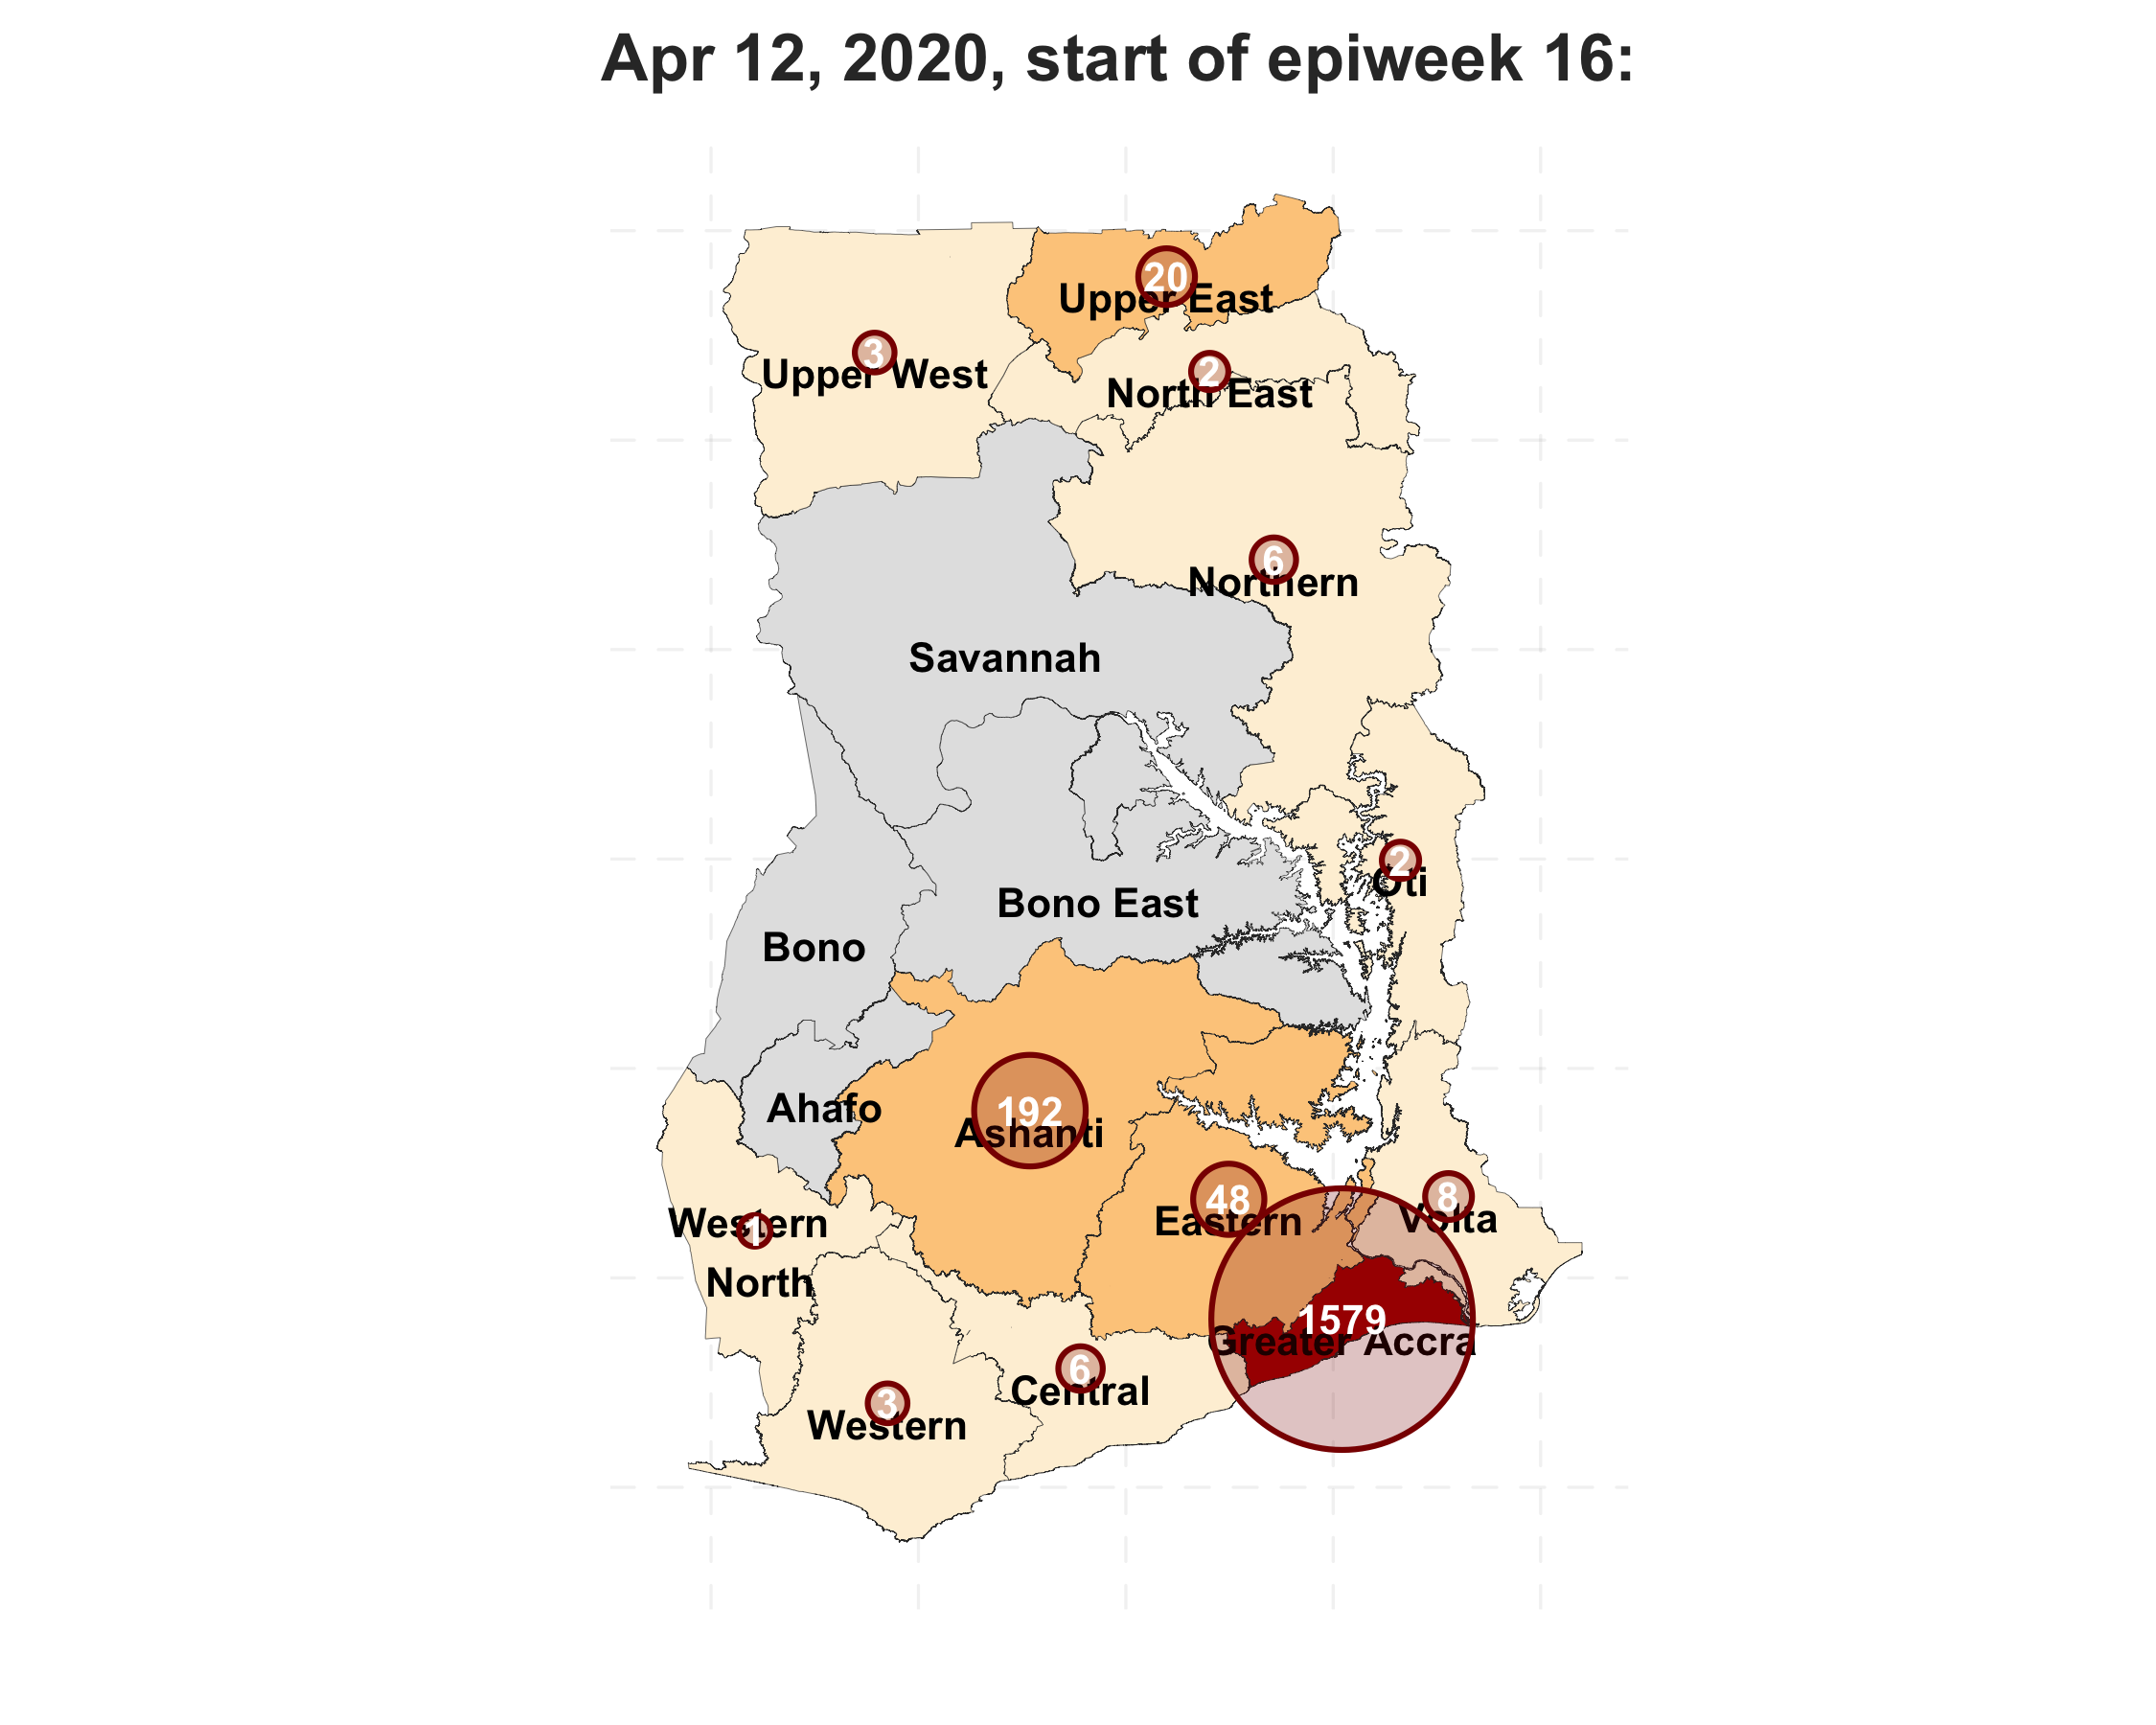 Apr 12, 2020, start of epiweek 16:
20
Upper East
3
Upper West
2
North East
6
Northern
Savannah
2
Oti
Bono East
Bono
192
Ashanti
Ahafo
48
Eastern
8
Volta
Western
1
North
1579
Greater Accra
6
Central
3
Western